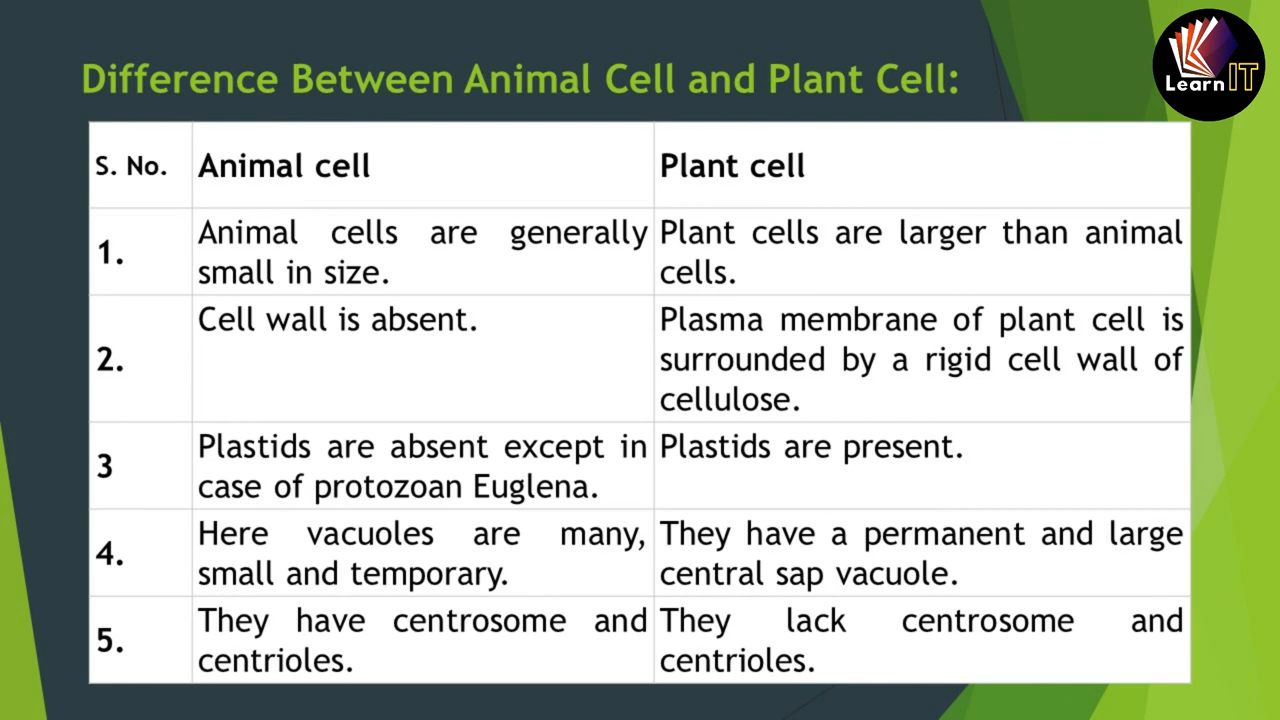 Difference Between Animal Cell and Plant Cell:
Learn IT
S. No. Animal cell Plant cell
1.
Animal cells are generally
small in size.
Plant cells are larger than animal
cells.
2.
Cell wall is absent.
Plasma membrane of plant cell is
surrounded by a rigid cell wall of
cellulose.
3
Plastids are absent except in
case of protozoan Euglena.
Plastids are present.
4.
Here vacuoles are many,
small and temporary.
They have a permanent and large
central sap vacuole.
5.
They have centrosome and
centrioles.
They lack centrosome and
centrioles.